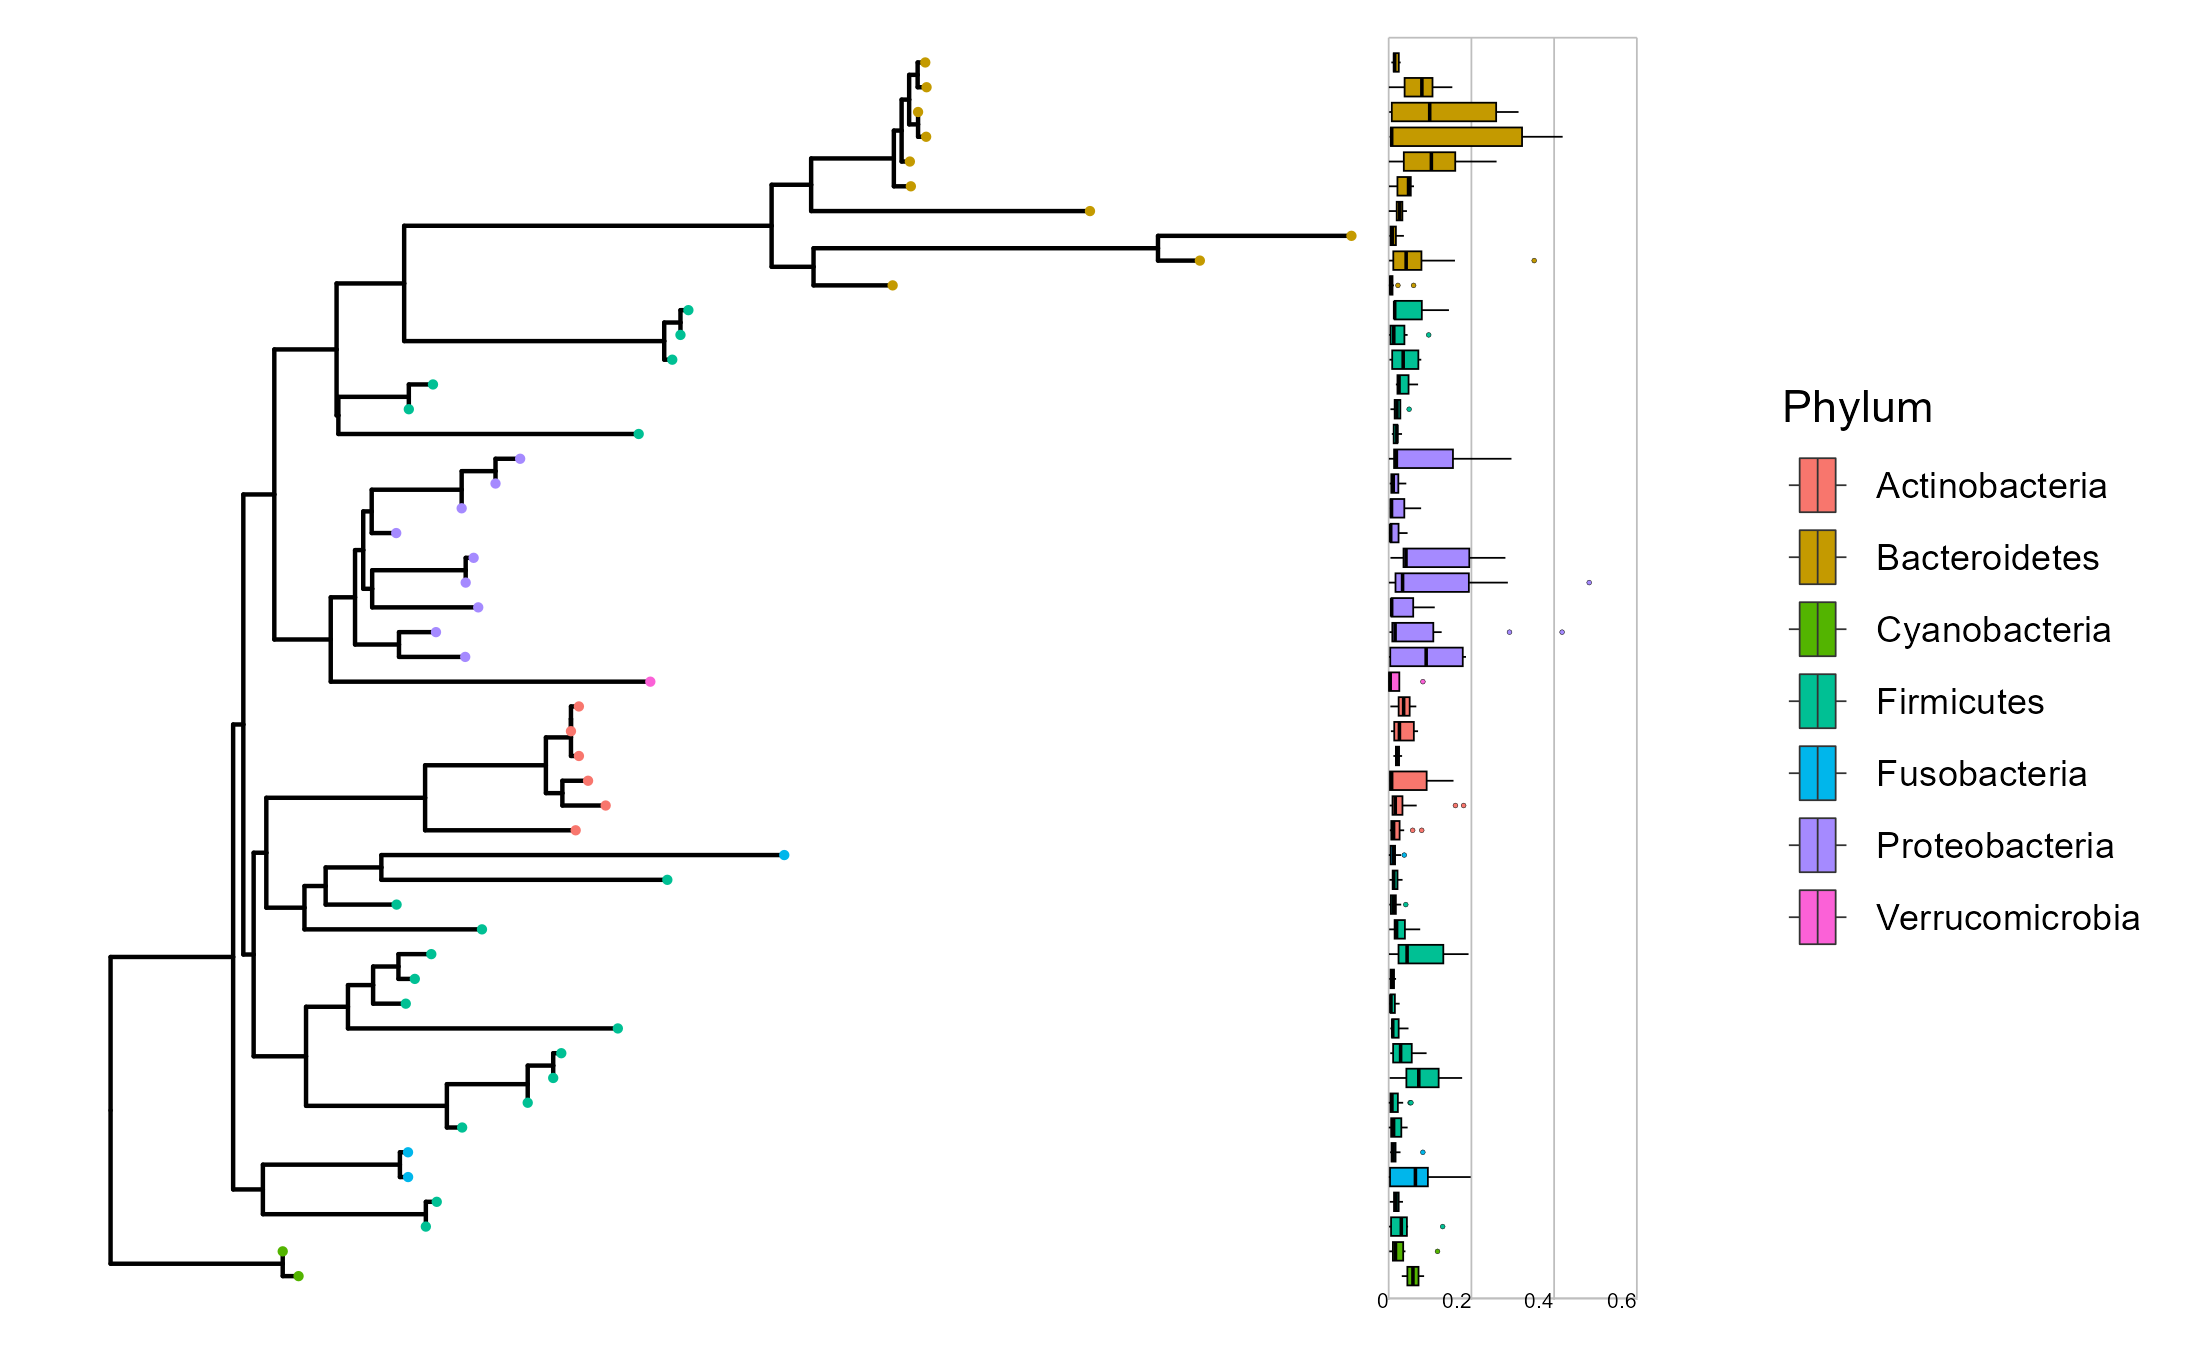 Phylum
Actinobacteria
Bacteroidetes
Cyanobacteria
Firmicutes
Fusobacteria
Proteobacteria
Verrucomicrobia
0 0.2 0.4 0.6